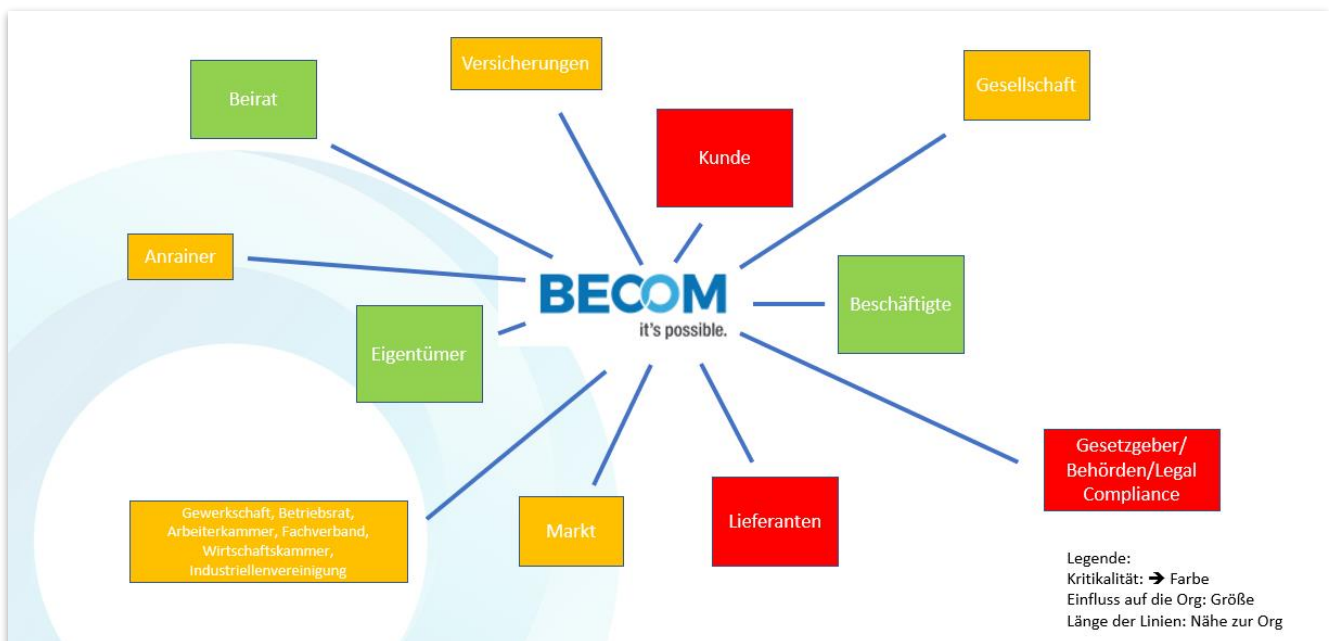 Versicherungen
Beirat
Gesellschaft
Kunde
Anrainer
BECOM
it's possible.
Beschäftigte
Eigentümer
Gesetzgeber/
Behörden/Legal
Compliance
Gewerkschaft, Betriebsrat,
Arbeiterkammer, Fachverband,
Wirtschaftskammer,
Industriellenvereinigung
Markt
Lieferanten
Legende:
Kritikalität: ➔ Farbe
Einfluss auf die Org: Größe
Länge der Linien: Nähe zur Org